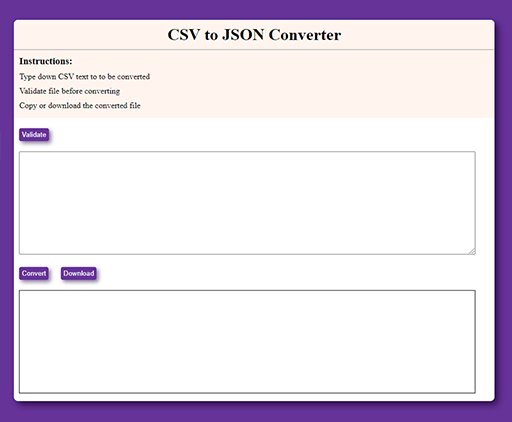 CSV to JSON Converter
Instructions:
Type down CSV text to to be converted
Validate file before converting
Copy or download the converted file
Validate
Convert Download